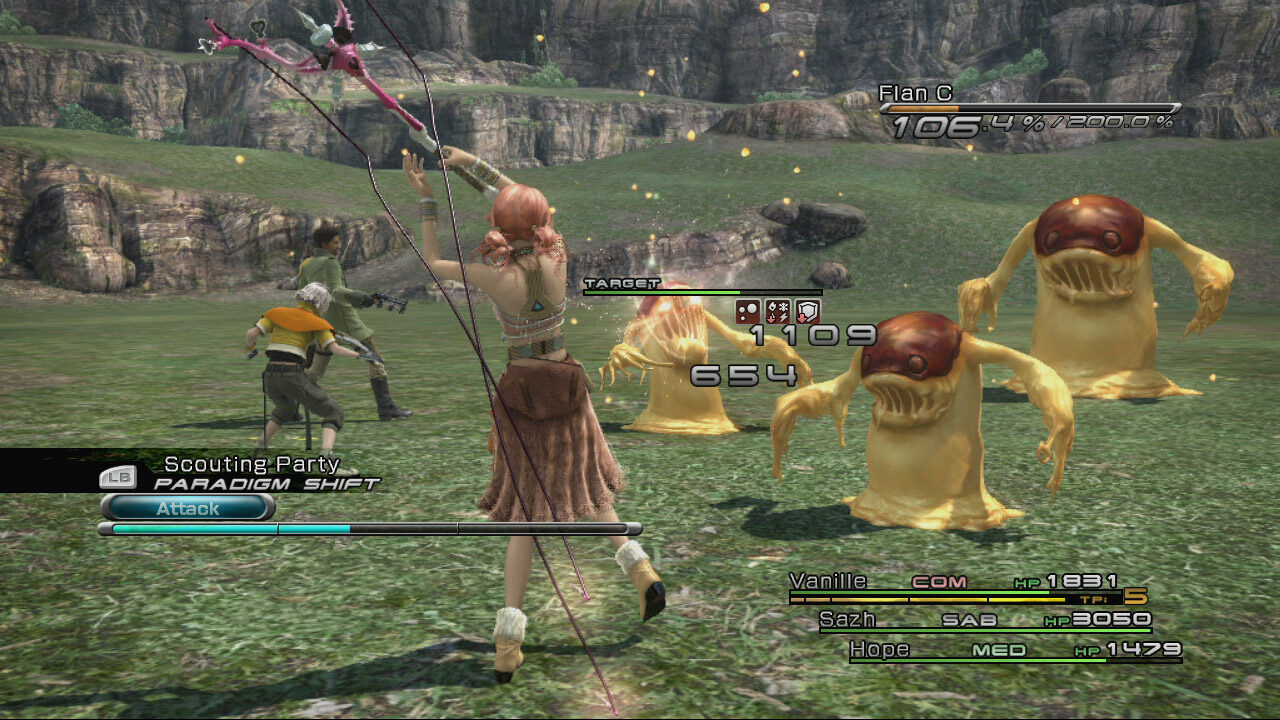 Flan C
106.4 % / 200.0 %
TARGET
1109
654
LB
Scouting Party
PARADIGM SHIFT
Attack
Vanille COM HP 1831
TP: 5
Sazh SAB HP 3050
Hope MED HP 1479